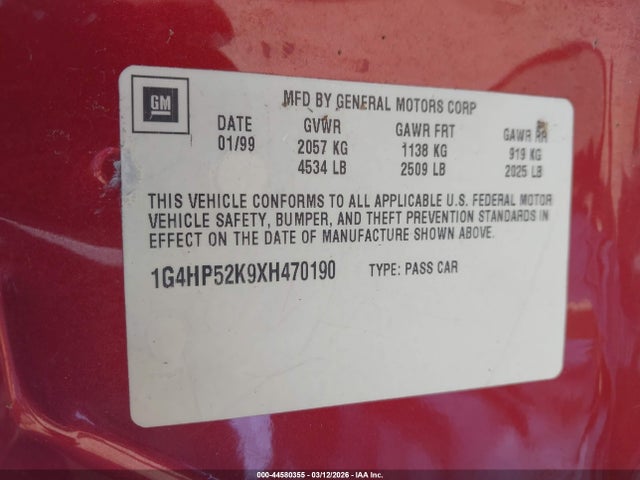 GM
MFD BY GENERAL MOTORS CORP
DATE GVWR GAWR FRT GAWR RR
01/99 2057 KG 1138 KG 919 KG
4534 LB 2509 LB 2025 LB
THIS VEHICLE CONFORMS TO ALL APPLICABLE U.S. FEDERAL MOTOR
VEHICLE SAFETY, BUMPER, AND THEFT PREVENTION STANDARDS IN
EFFECT ON THE DATE OF MANUFACTURE SHOWN ABOVE.
1G4HP52K9XH470190 TYPE: PASS CAR
000-44580355 - 03/12/2026 - IAA Inc.